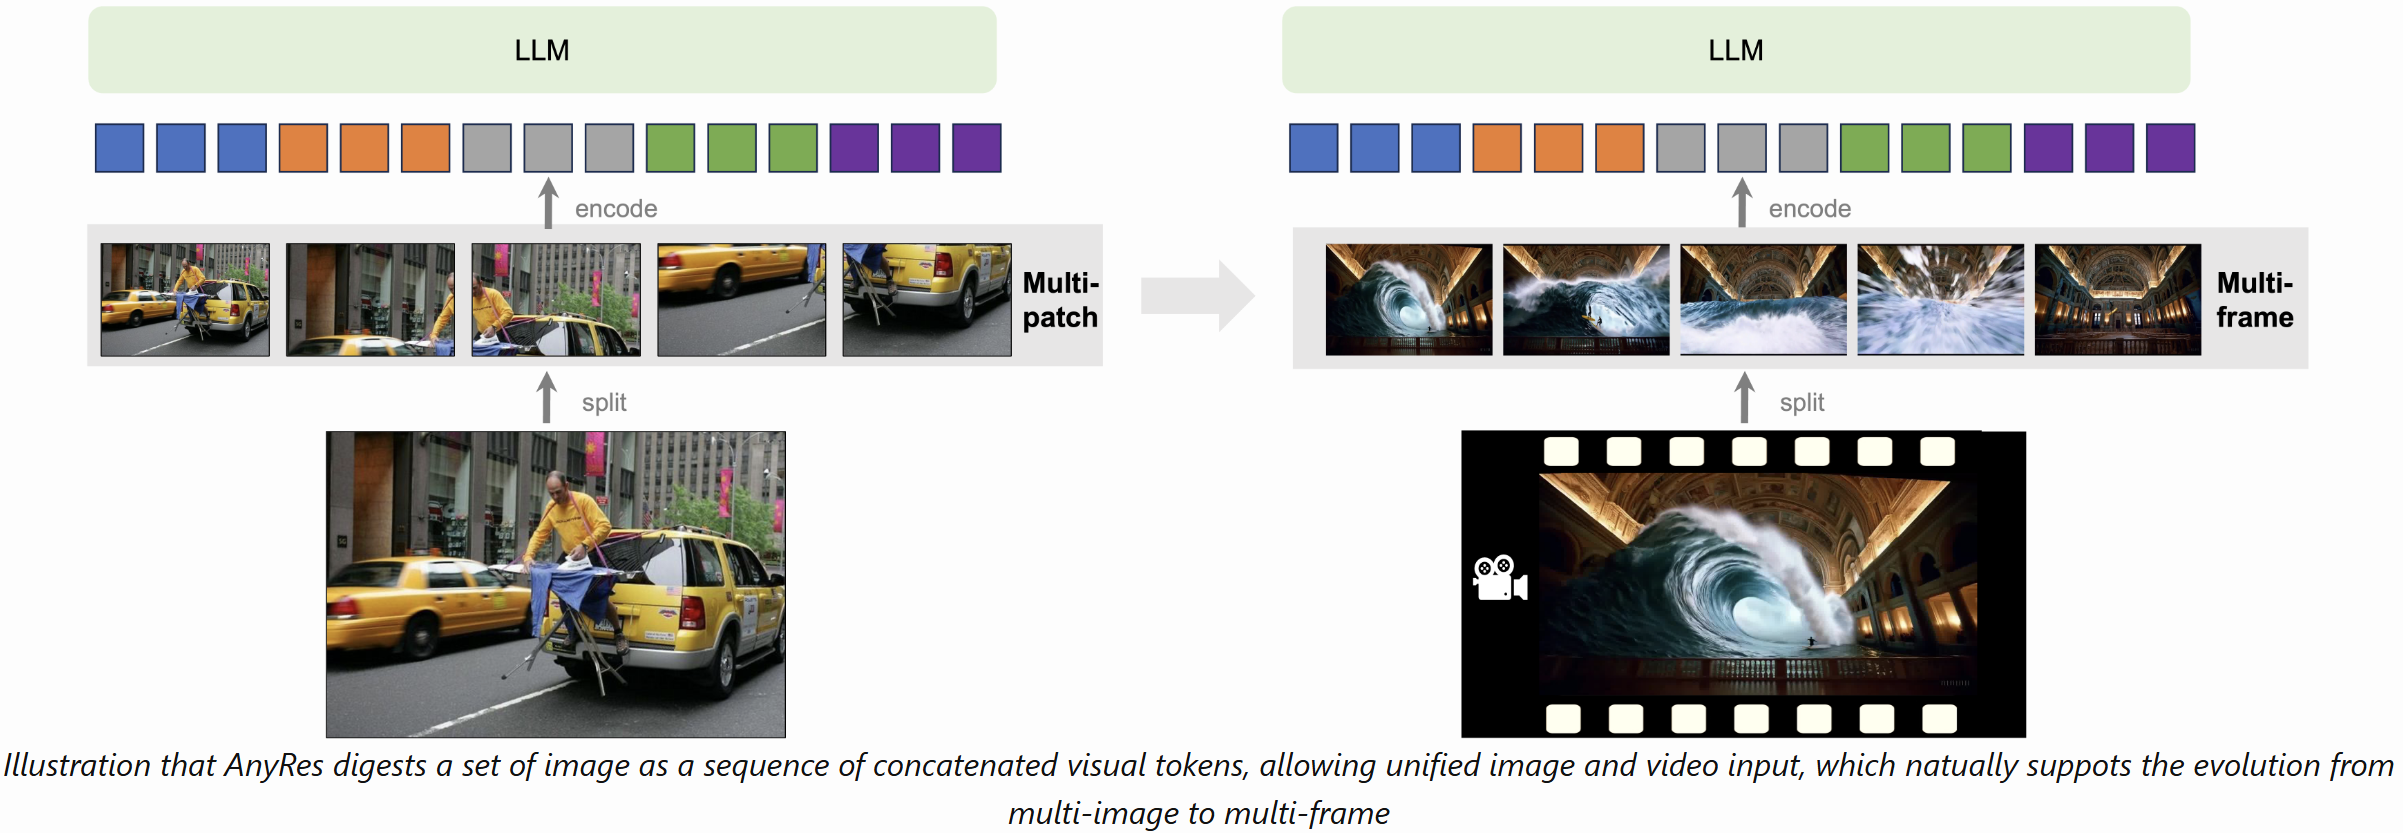 LLM
LLM
encode
encode
Multi-
patch
Multi-
frame
split
split
Illustration that AnyRes digests a set of image as a sequence of concatenated visual tokens, allowing unified image and video input, which natually suppots the evolution from
multi-image to multi-frame